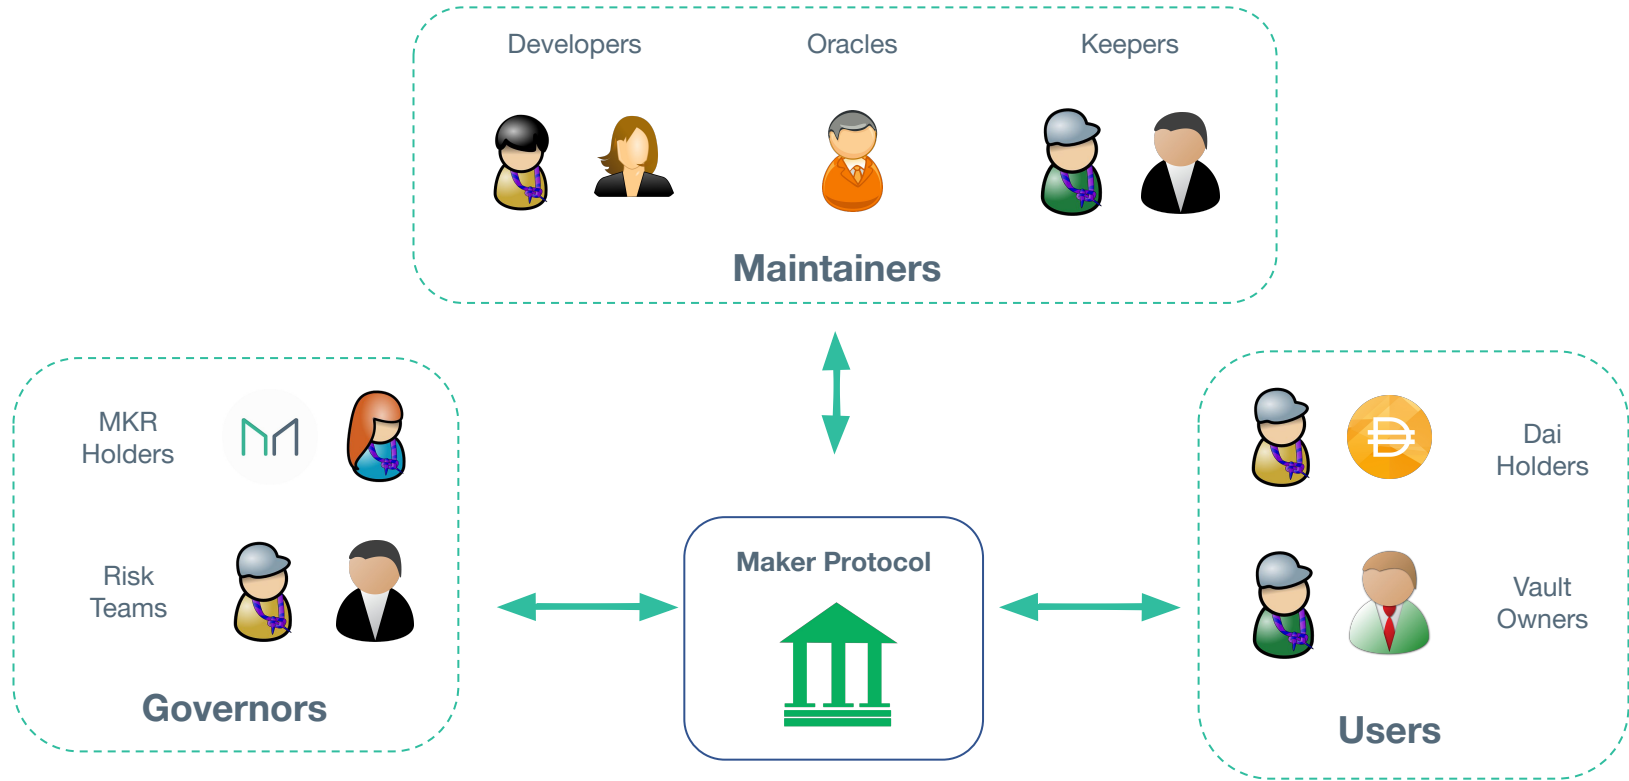 Developers
Oracles
Keepers
Maintainers
MKR
Holders
Risk
Teams
Governors
Maker Protocol
Dai
Holders
Vault
Owners
Users